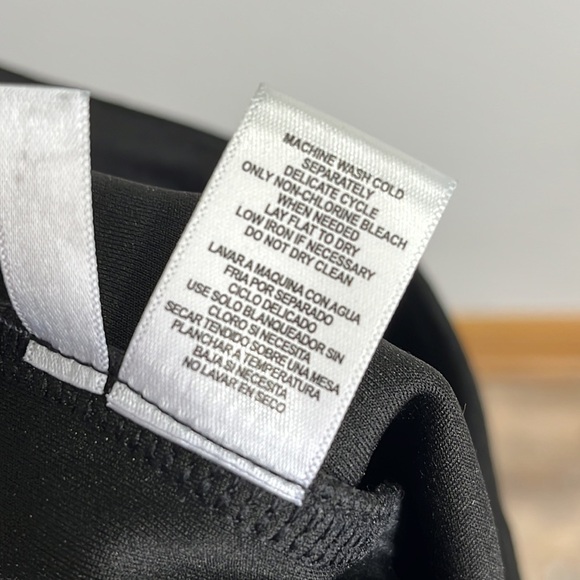 MACHINE WASH COLD
SEPARATELY
DELICATE CYCLE
ONLY NON-CHLORINE BLEACH
WHEN NEEDED
LAY FLAT TO DRY
LOW IRON IF NECESSARY
DO NOT DRY CLEAN
LAVAR A MAQUINA CON AGUA
FRIA POR SEPARADO
CICLO DELICADO
USE SOLO BLANQUEADOR SIN
CLORO SI NECESITA
SECAR TENDIDO SOBRE UNA MESA
PLANCHAR A TEMPERATURA
BAJA SI NECESITA
NO LAVAR EN SECO